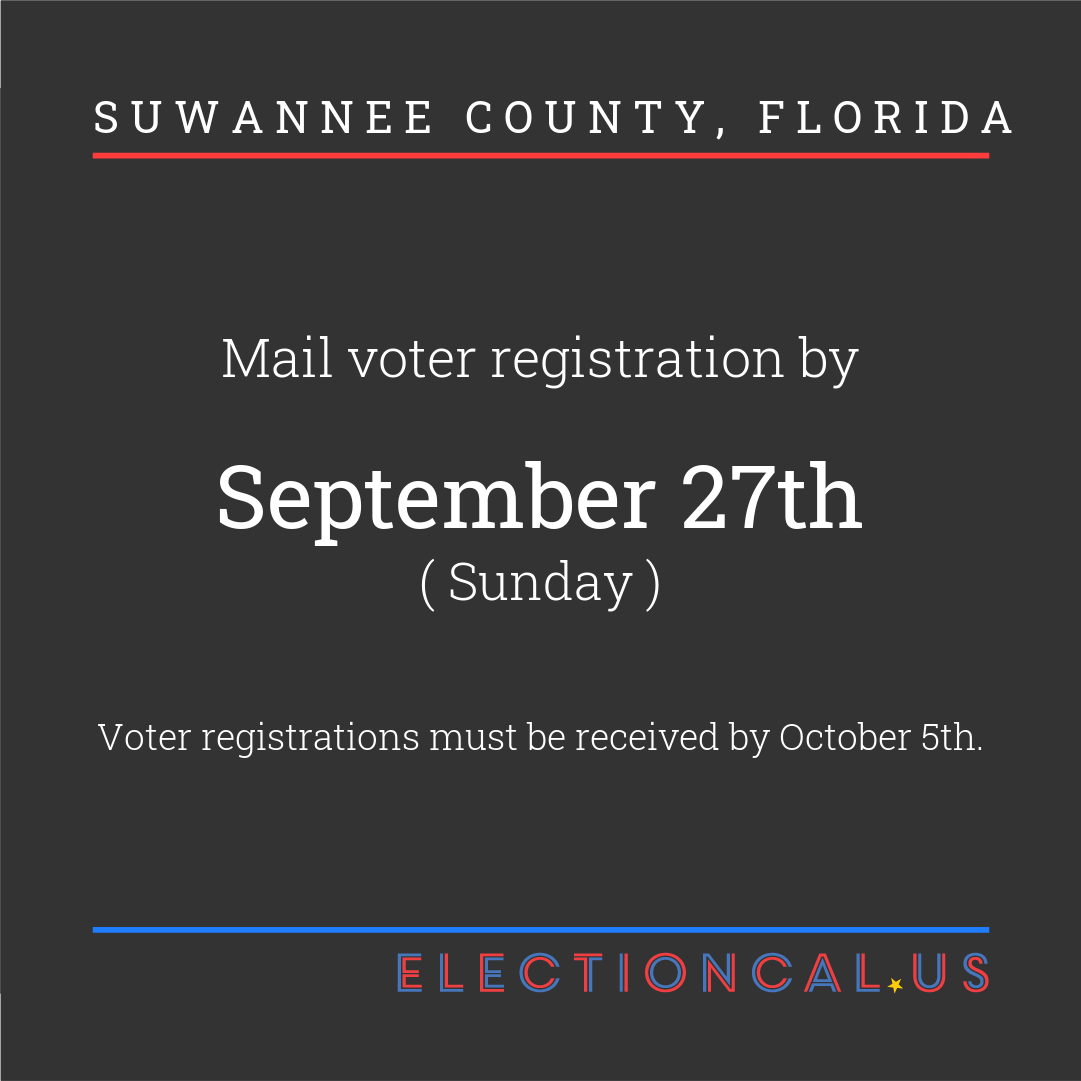 SUWANNEE COUNTY, FLORIDA
Mail voter registration by
September 27th
( Sunday )
Voter registrations must be received by October 5th.
ELECTIONCAL.US